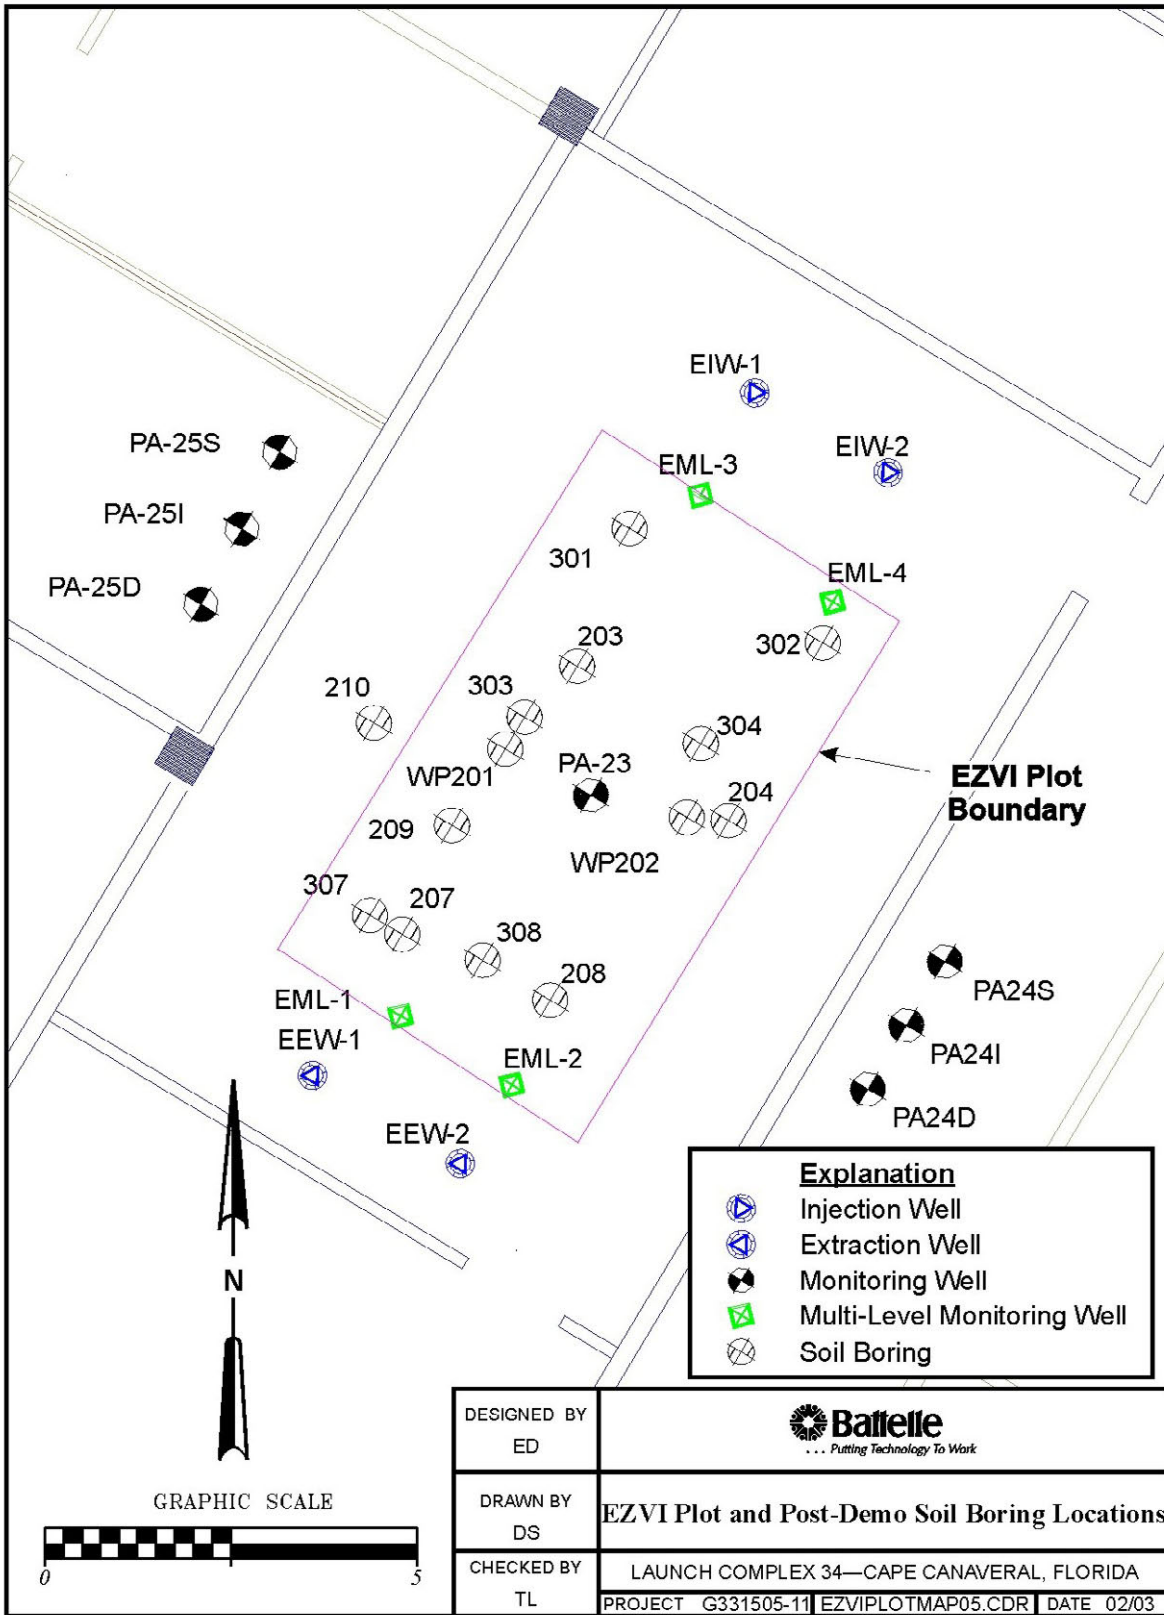 EIW-1
EIW-2
PA-25S
EML-3
PA-25I
301
EML-4
PA-25D
203
302
210
303
304
WP201
PA-23
EZVI Plot
Boundary
204
209
WP202
307
207
308
208
PA24S
EML-1
EEW-1
PA24I
EML-2
PA24D
EEW-2
Explanation
Injection Well
Extraction Well
Monitoring Well
Multi-Level Monitoring Well
Soil Boring
N
GRAPHIC SCALE
0 5
DESIGNED BY
ED
Battelle
. . . Putting Technology To Work
DRAWN BY
DS
EZVI Plot and Post-Demo Soil Boring Locations
CHECKED BY
TL
LAUNCH COMPLEX 34—CAPE CANAVERAL, FLORIDA
PROJECT G331505-11 EZVIPLOTMAP05.CDR DATE 02/03